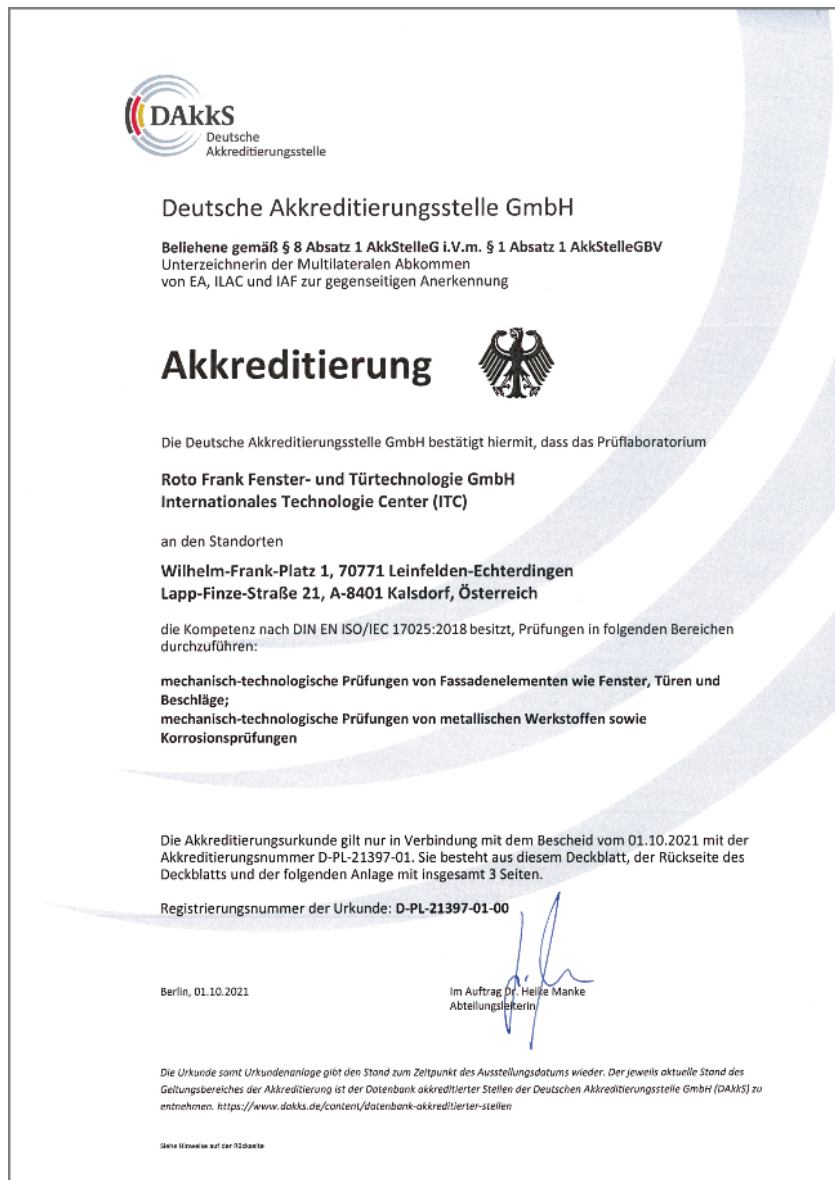 DAkkS
Deutsche
Akkreditierungsstelle
Deutsche Akkreditierungsstelle GmbH
Beliehene gemäß § 8 Absatz 1 AkkStelleG i.V.m. § 1 Absatz 1 AkkStelleGBV
Unterzeichnerin der Multilateralen Abkommen
von EA, ILAC und IAF zur gegenseitigen Anerkennung
Akkreditierung
Die Deutsche Akkreditierungsstelle GmbH bestätigt hiermit, dass das Prüflaboratorium
Roto Frank Fenster- und Türtechnologie GmbH
Internationales Technologie Center (ITC)
an den Standorten
Wilhelm-Frank-Platz 1, 70771 Leinfelden-Echterdingen
Lapp-Finze-Straße 21, A-8401 Kalsdorf, Österreich
die Kompetenz nach DIN EN ISO/IEC 17025:2018 besitzt, Prüfungen in folgenden Bereichen
durchzuführen:
mechanisch-technologische Prüfungen von Fassadenelementen wie Fenster, Türen und
Beschläge;
mechanisch-technologische Prüfungen von metallischen Werkstoffen sowie
Korrosionsprüfungen
Die Akkreditierungsurkunde gilt nur in Verbindung mit dem Bescheid vom 01.10.2021 mit der
Akkreditierungsnummer D-PL-21397-01. Sie besteht aus diesem Deckblatt, der Rückseite des
Deckblatts und der folgenden Anlage mit insgesamt 3 Seiten.
Registrierungsnummer der Urkunde: D-PL-21397-01-00
Berlin, 01.10.2021
Im Auftrag Dr. Heike Manke
Abteilungsleiterin
Die Urkunde samt Urkundenanlage gibt den Stand zum Zeitpunkt des Ausstellungsdatums wieder. Der jeweils aktuelle Stand des
Geltungsbereiches der Akkreditierung ist der Datenbank akkreditierter Stellen der Deutschen Akkreditierungsstelle GmbH (DAkkS) zu
entnehmen. https://www.dakks.de/content/datenbank-akkreditierter-stellen
Siehe Hinweise auf der Rückseite